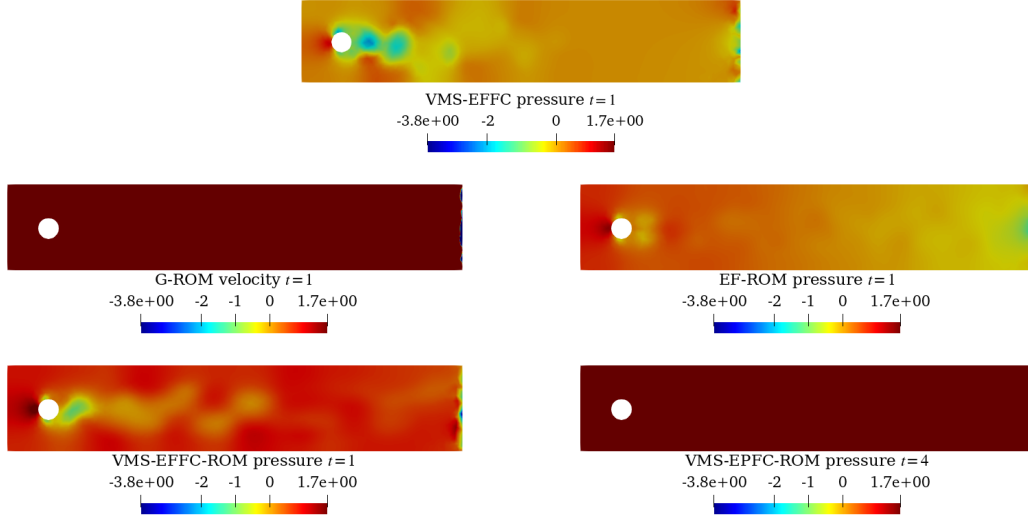 VMS-EFFC pressure t=1
-3.8e+00 -2 0 1.7e+00
G-ROM velocity t=1
-3.8e+00 -2 -1 0 1.7e+00
EF-ROM pressure t=1
-3.8e+00 -2 -1 0 1.7e+00
VMS-EFFC-ROM pressure t=1
-3.8e+00 -2 -1 0 1.7e+00
VMS-EPFC-ROM pressure t=4
-3.8e+00 -2 -1 0 1.7e+00